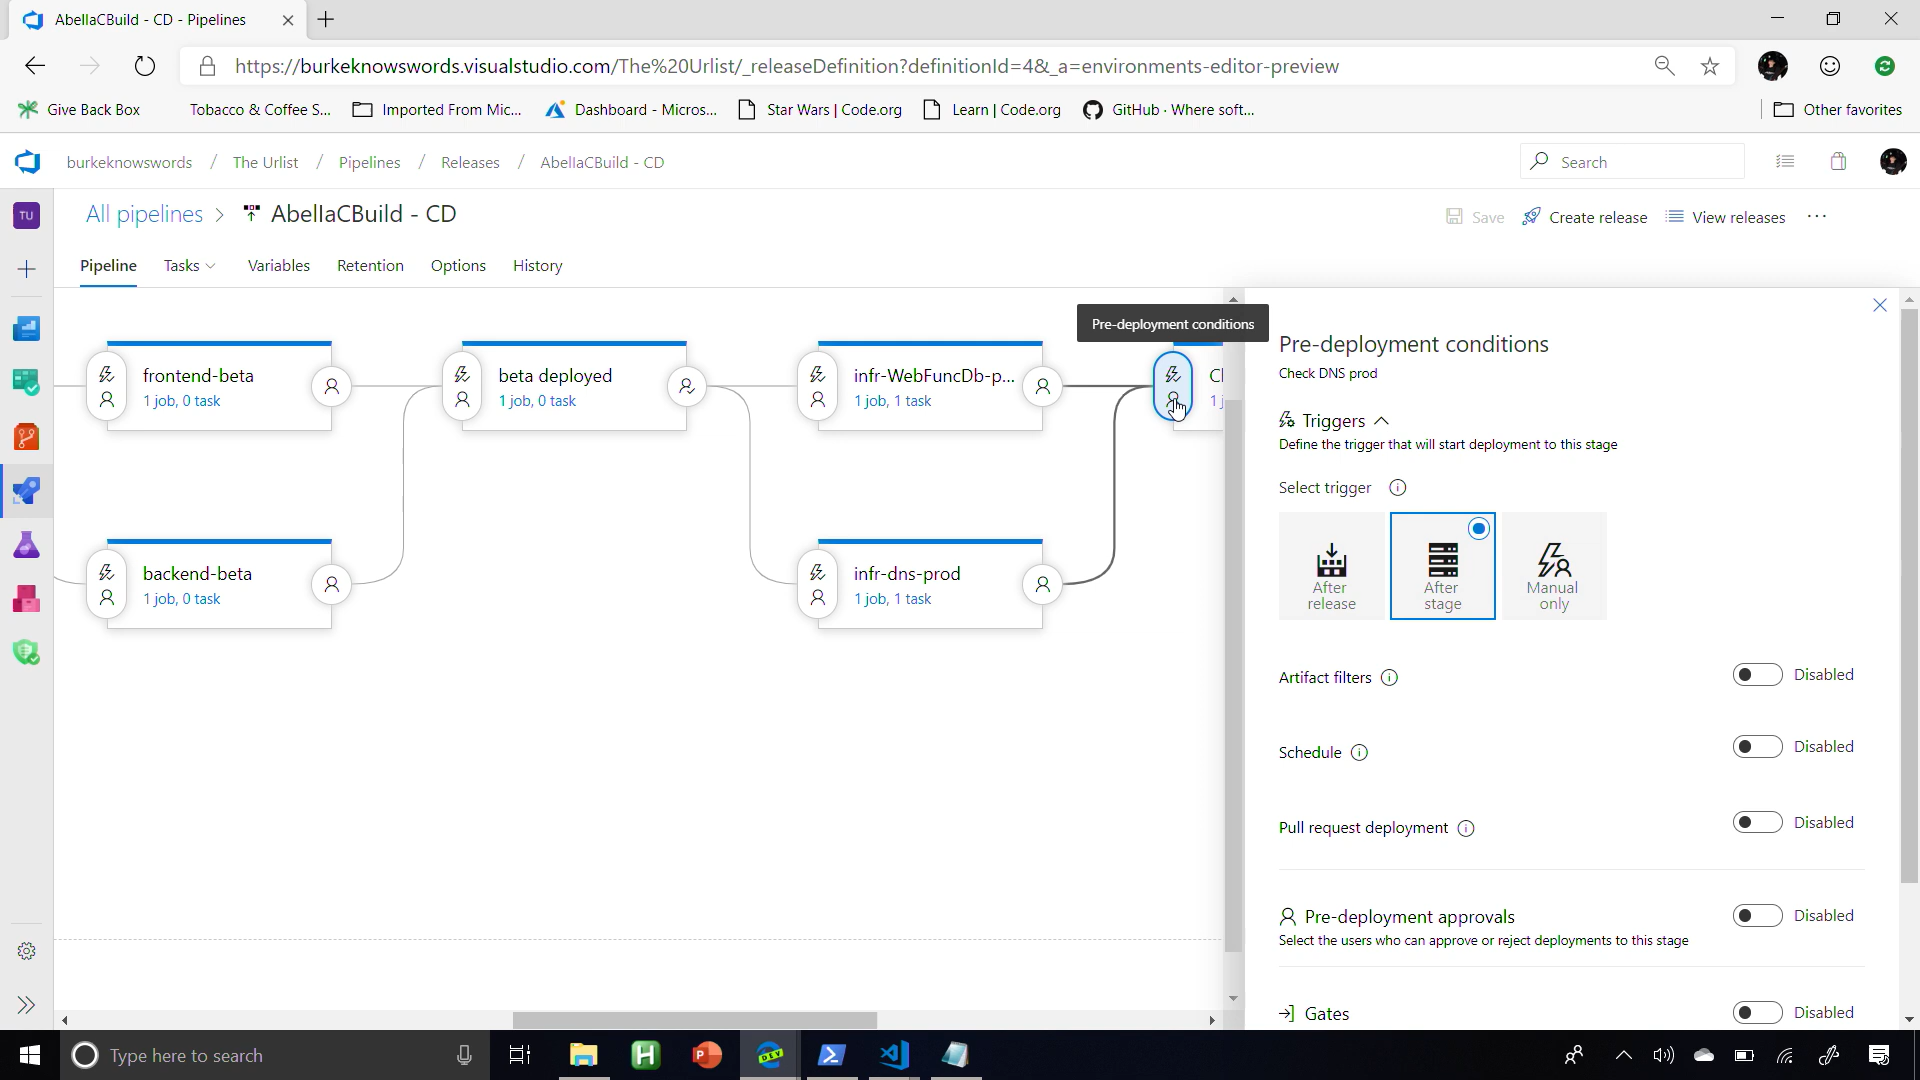 AbellaCBuild - CD - Pipelines
https://burkeknowswords.visualstudio.com/The%20Urlist/_releaseDefinition?definitionId=4&_a=environments-editor-preview
Give Back Box
Tobacco & Coffee S...
Imported From Mic...
Dashboard - Micros...
Star Wars | Code.org
Learn | Code.org
GitHub · Where soft...
Other favorites
burkeknowswords / The Urlist / Pipelines / Releases / AbellaCBuild - CD
Search
TU
All pipelines > AbellaCBuild - CD
Save
Create release
View releases
Pipeline
Tasks
Variables
Retention
Options
History
Pre-deployment conditions
frontend-beta
1 job, 0 task
beta deployed
1 job, 0 task
infr-WebFuncDb-p...
1 job, 1 task
backend-beta
1 job, 0 task
infr-dns-prod
1 job, 1 task
Pre-deployment conditions
Check DNS prod
Triggers
Define the trigger that will start deployment to this stage
Select trigger
After
release
After
stage
Manual
only
Artifact filters
Disabled
Schedule
Disabled
Pull request deployment
Disabled
Pre-deployment approvals
Disabled
Select the users who can approve or reject deployments to this stage
Gates
Disabled
Type here to search
H
DEV